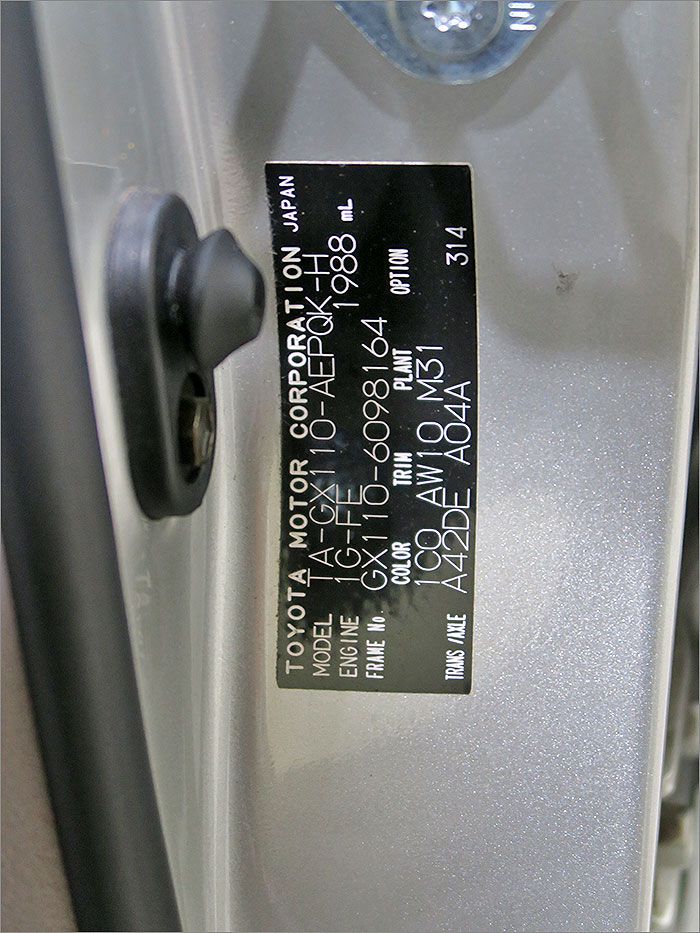 TOYOTA MOTOR CORPORATION JAPAN
MODEL TA-GX110-AEPQK-H
ENGINE 1G-FE 1988 mL
FRAME No GX110-6098164
COLOR TRIM PLANT OPTION
1C0 AW10 M31
TRANS/AXLE A42DE A04A 314